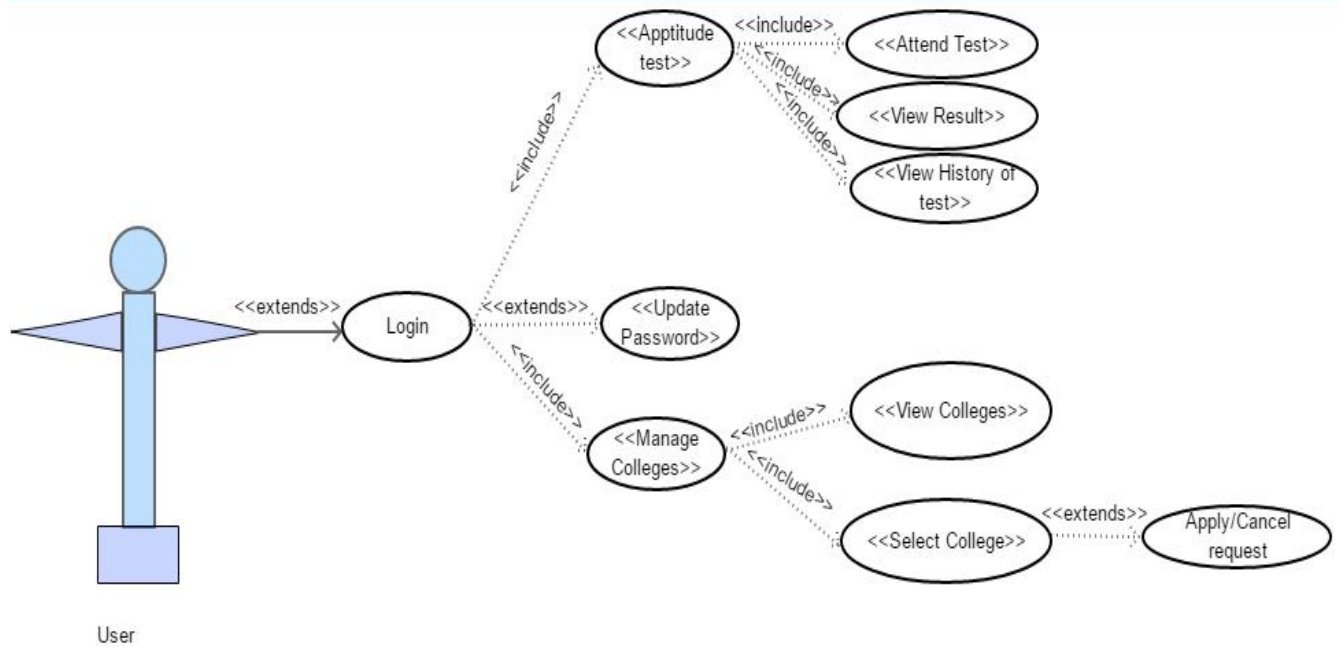 <<Apptitude
test>>
<<include>>
<<Attend Test>>
<<include>>
<<View Result>>
<<include>>
<<View History of
test>>
<<include>>
<<extends>>
Login
<<extends>>
<<Update
Password>>
<<include>>
<<Manage
Colleges>>
<<include>>
<<View Colleges>>
<<include>>
<<Select College>>
<<extends>>
Apply/Cancel
request
User